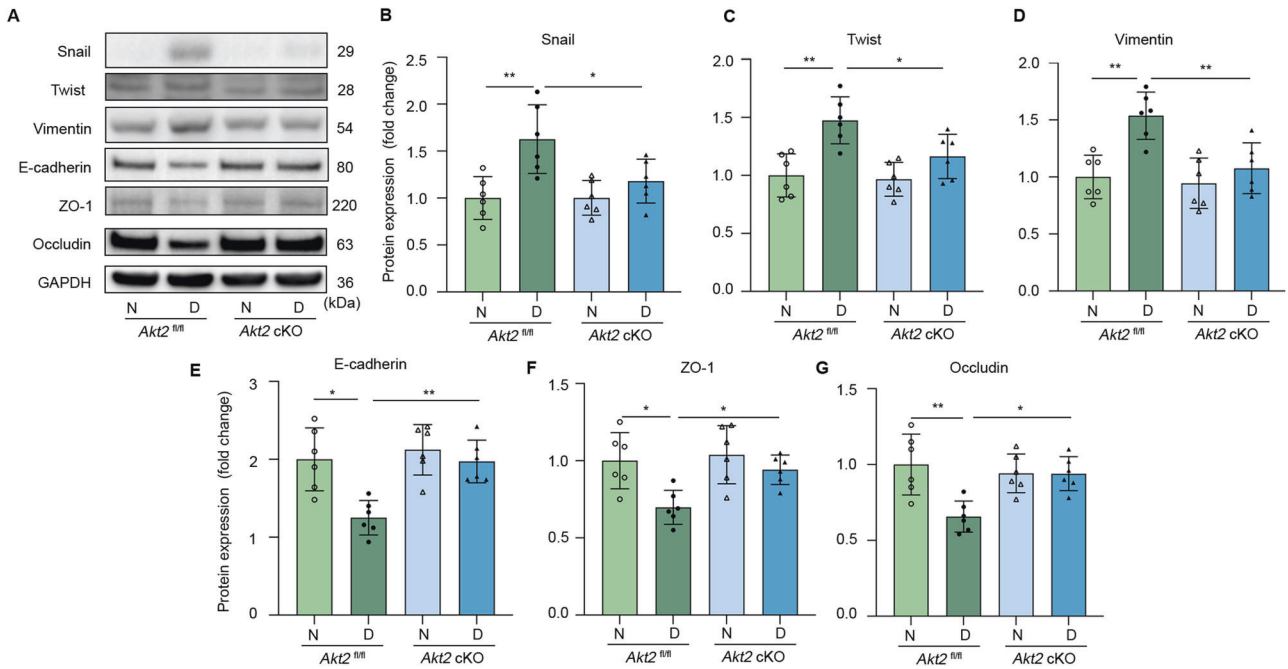 A
Snail 29
Twist 28
Vimentin 54
E-cadherin 80
ZO-1 220
Occludin 63
GAPDH 36
N D N D (kDa)
Akt2 fl/fl Akt2 cKO
B
Snail
Protein expression (fold change)
2.5
2.0
1.5
1.0
0.5
0.0
** *
N D N D
Akt2 fl/fl Akt2 cKO
C
Twist
2.0
1.5
1.0
0.5
0.0
** *
N D N D
Akt2 fl/fl Akt2 cKO
D
Vimentin
2.0
1.5
1.0
0.5
0.0
** **
N D N D
Akt2 fl/fl Akt2 cKO
E
E-cadherin
Protein expression (fold change)
3
2
1
0
* **
N D N D
Akt2 fl/fl Akt2 cKO
F
ZO-1
1.5
1.0
0.5
0.0
* *
N D N D
Akt2 fl/fl Akt2 cKO
G
Occludin
1.5
1.0
0.5
0.0
** *
N D N D
Akt2 fl/fl Akt2 cKO